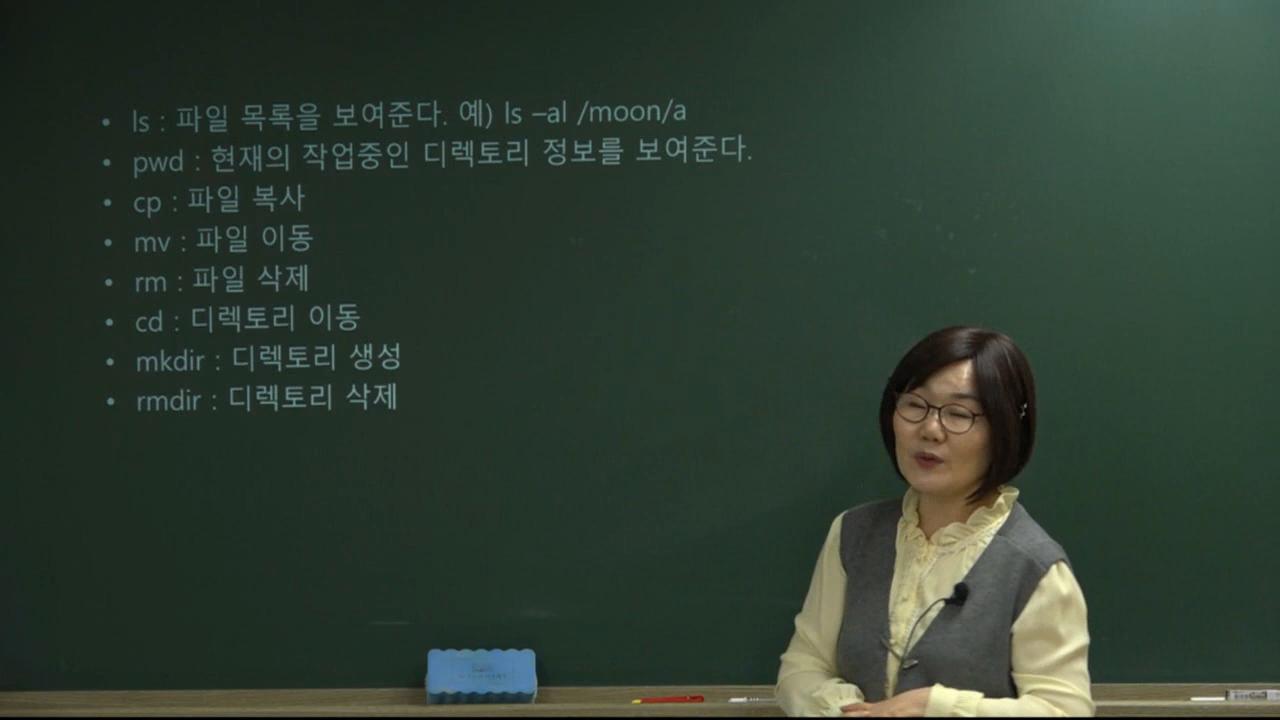 • ls : 파일 목록을 보여준다. 예) ls –al /moon/a
• pwd : 현재의 작업중인 디렉토리 정보를 보여준다.
• cp : 파일 복사
• mv : 파일 이동
• rm : 파일 삭제
• cd : 디렉토리 이동
• mkdir : 디렉토리 생성
• rmdir : 디렉토리 삭제